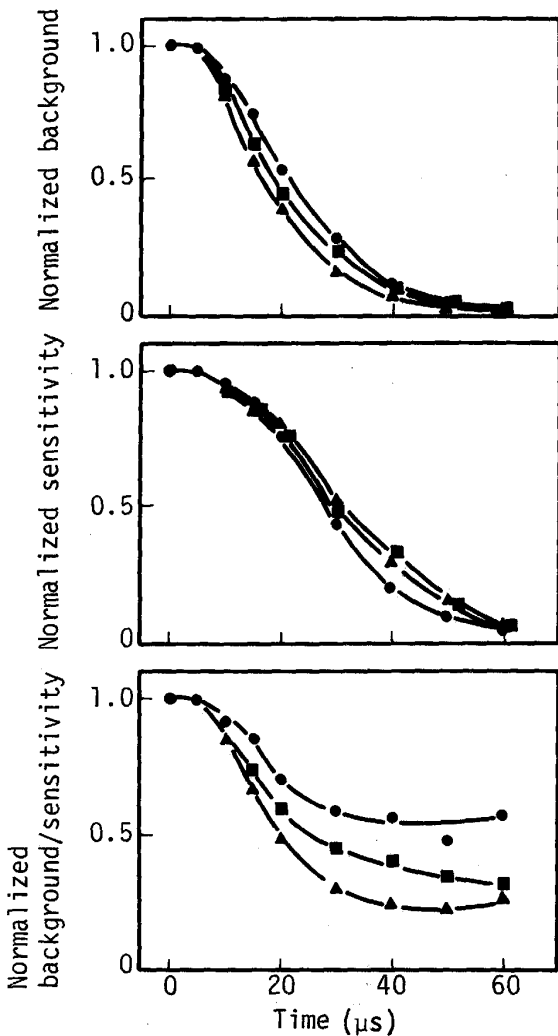 Normalized background
1.0
0.5
0
Normalized sensitivity
1.0
0.5
0
Normalized
background/sensitivity
1.0
0.5
0
0
20
40
60
Time (μs)